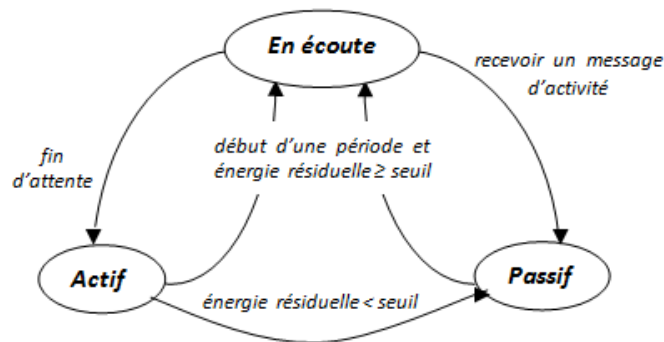 En écoute
recevoir un message
d'activité
début d'une période et
énergie résiduelle ≥ seuil
fin
d'attente
Actif
Passif
énergie résiduelle < seuil